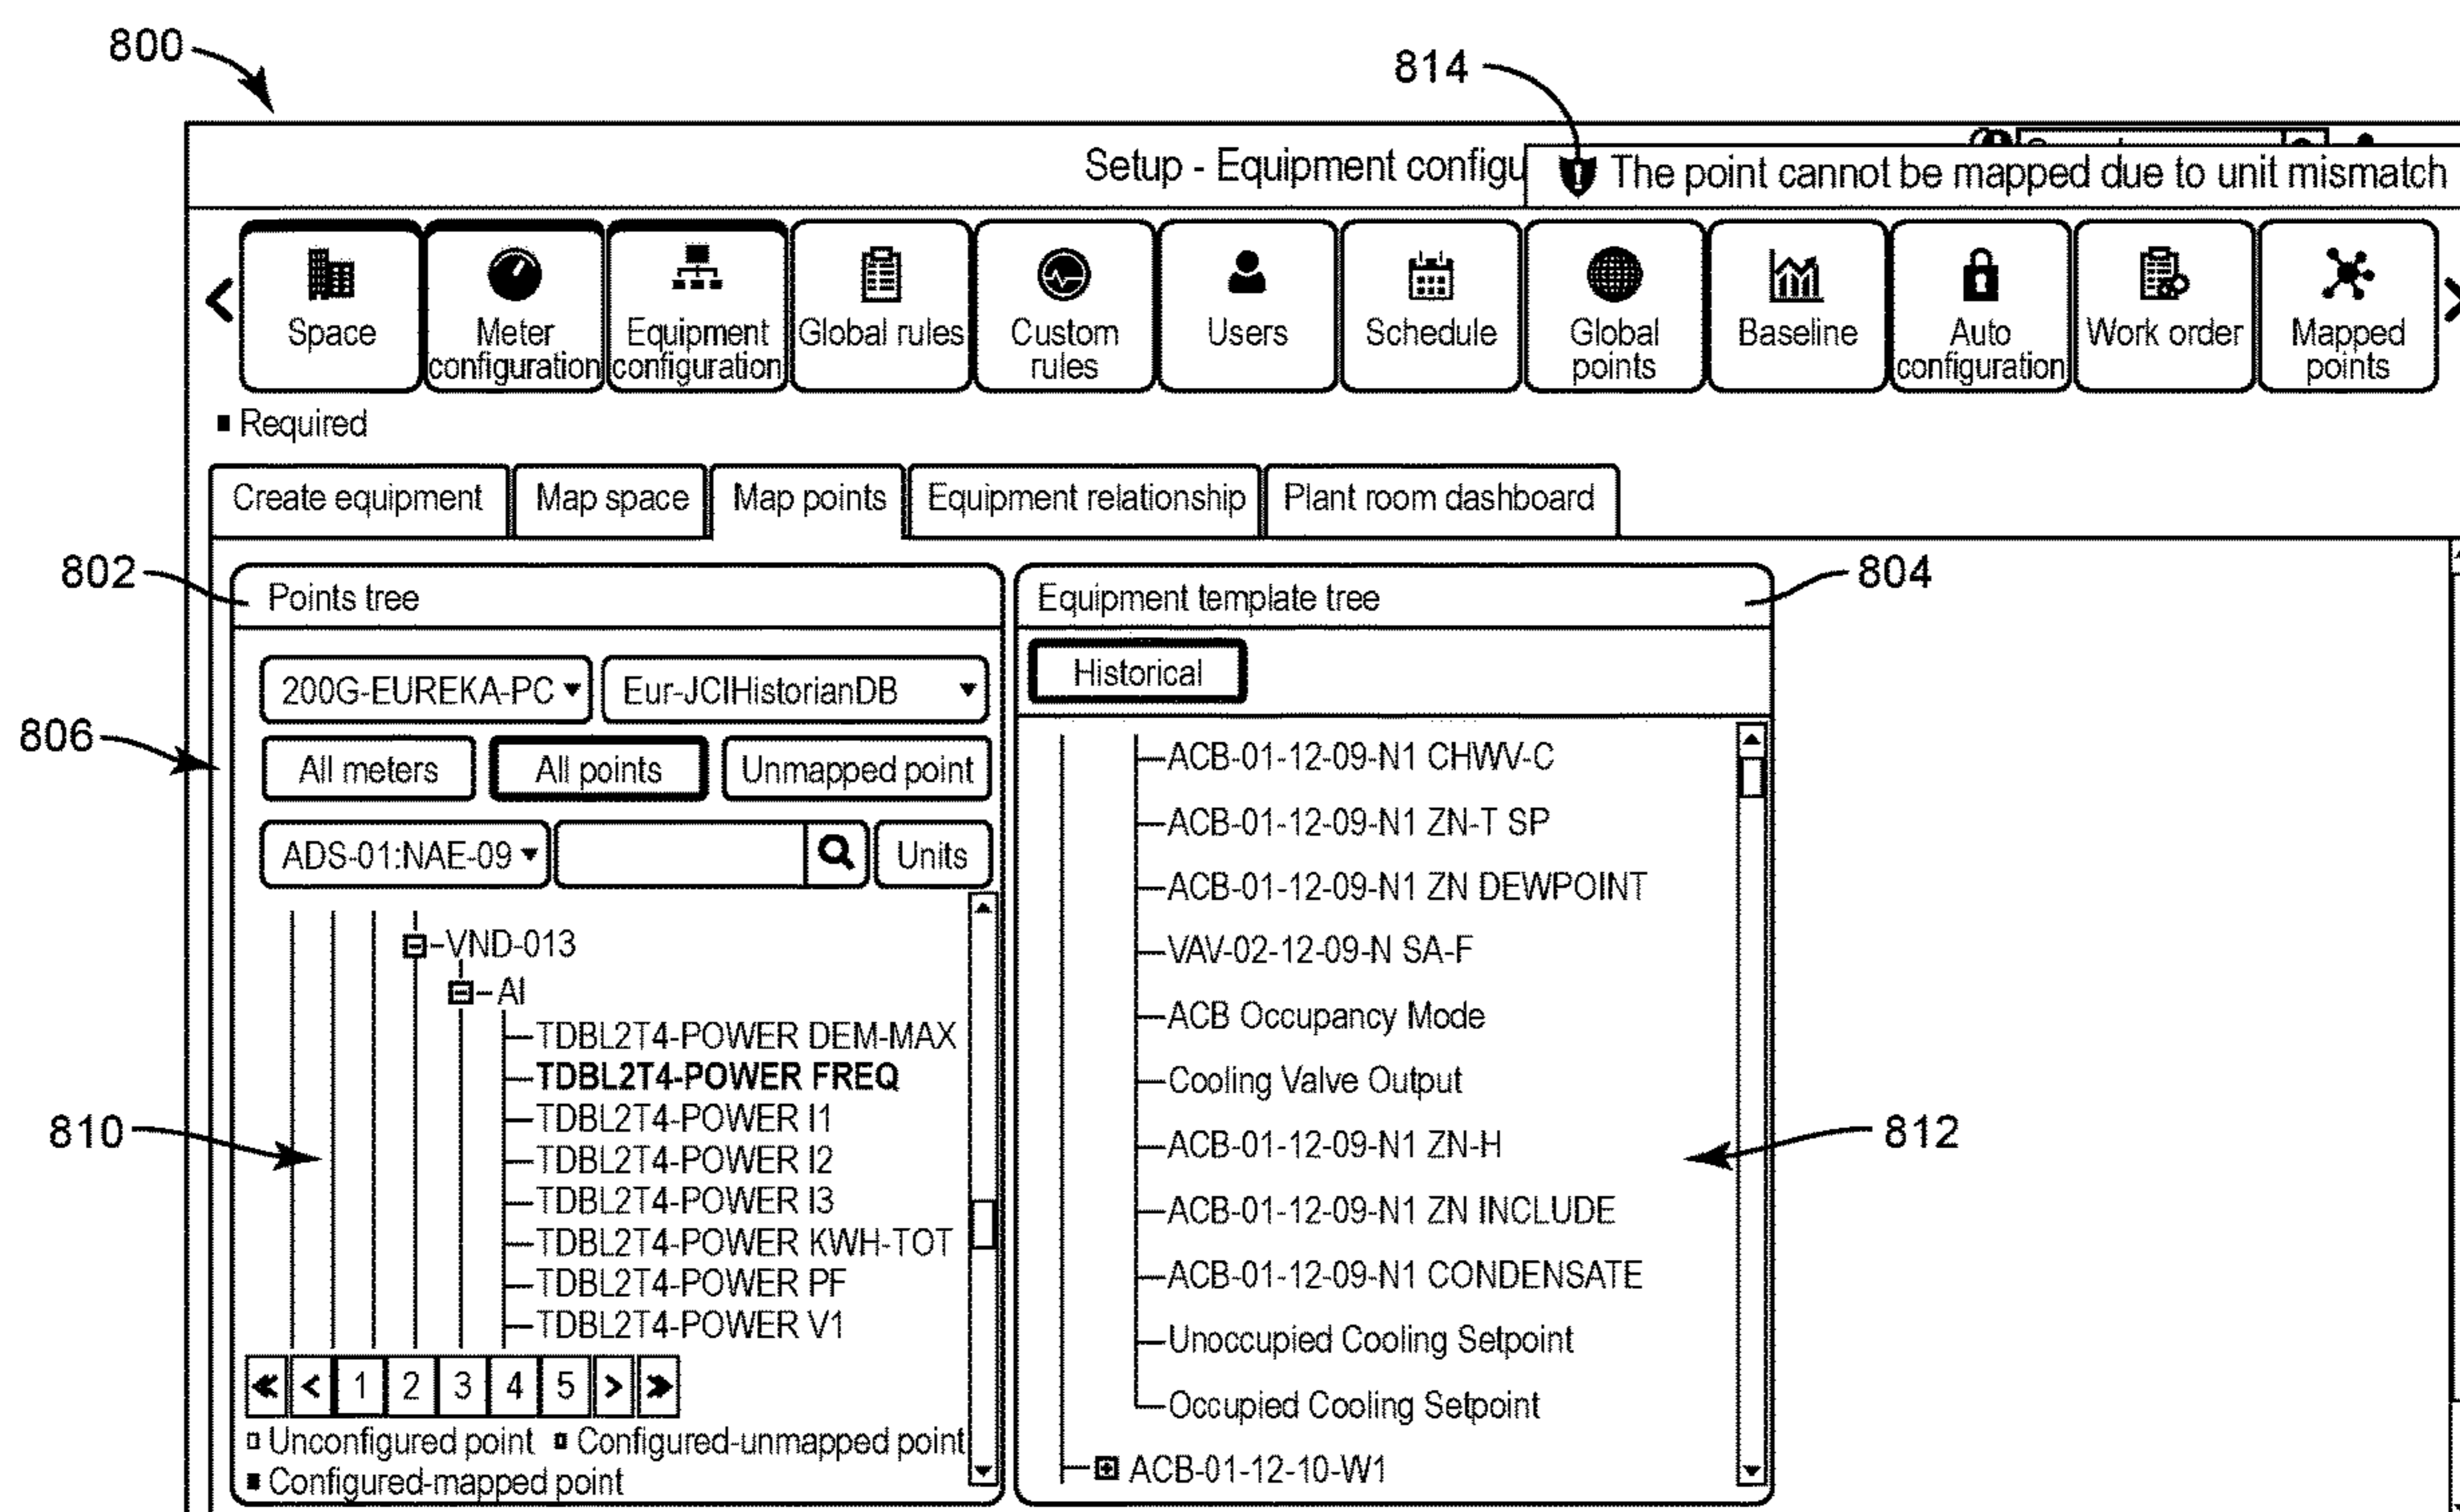 800
814
Setup - Equipment configu
The point cannot be mapped due to unit mismatch
Space
Meter configuration
Equipment configuration
Global rules
Custom rules
Users
Schedule
Global points
Baseline
Auto configuration
Work order
Mapped points
Required
Create equipment
Map space
Map points
Equipment relationship
Plant room dashboard
802
Points tree
200G-EUREKA-PC
Eur-JCIHistorianDB
806
All meters
All points
Unmapped point
ADS-01:NAE-09
Units
VND-013
AI
TDBL2T4-POWER DEM-MAX
TDBL2T4-POWER FREQ
TDBL2T4-POWER I1
810
TDBL2T4-POWER I2
TDBL2T4-POWER I3
TDBL2T4-POWER KWH-TOT
TDBL2T4-POWER PF
TDBL2T4-POWER V1
1 2 3 4 5
Unconfigured point
Configured-unmapped point
Configured-mapped point
Equipment template tree
804
Historical
ACB-01-12-09-N1 CHWV-C
ACB-01-12-09-N1 ZN-T SP
ACB-01-12-09-N1 ZN DEWPOINT
VAV-02-12-09-N SA-F
ACB Occupancy Mode
Cooling Valve Output
ACB-01-12-09-N1 ZN-H
812
ACB-01-12-09-N1 ZN INCLUDE
ACB-01-12-09-N1 CONDENSATE
Unoccupied Cooling Setpoint
Occupied Cooling Setpoint
ACB-01-12-10-W1